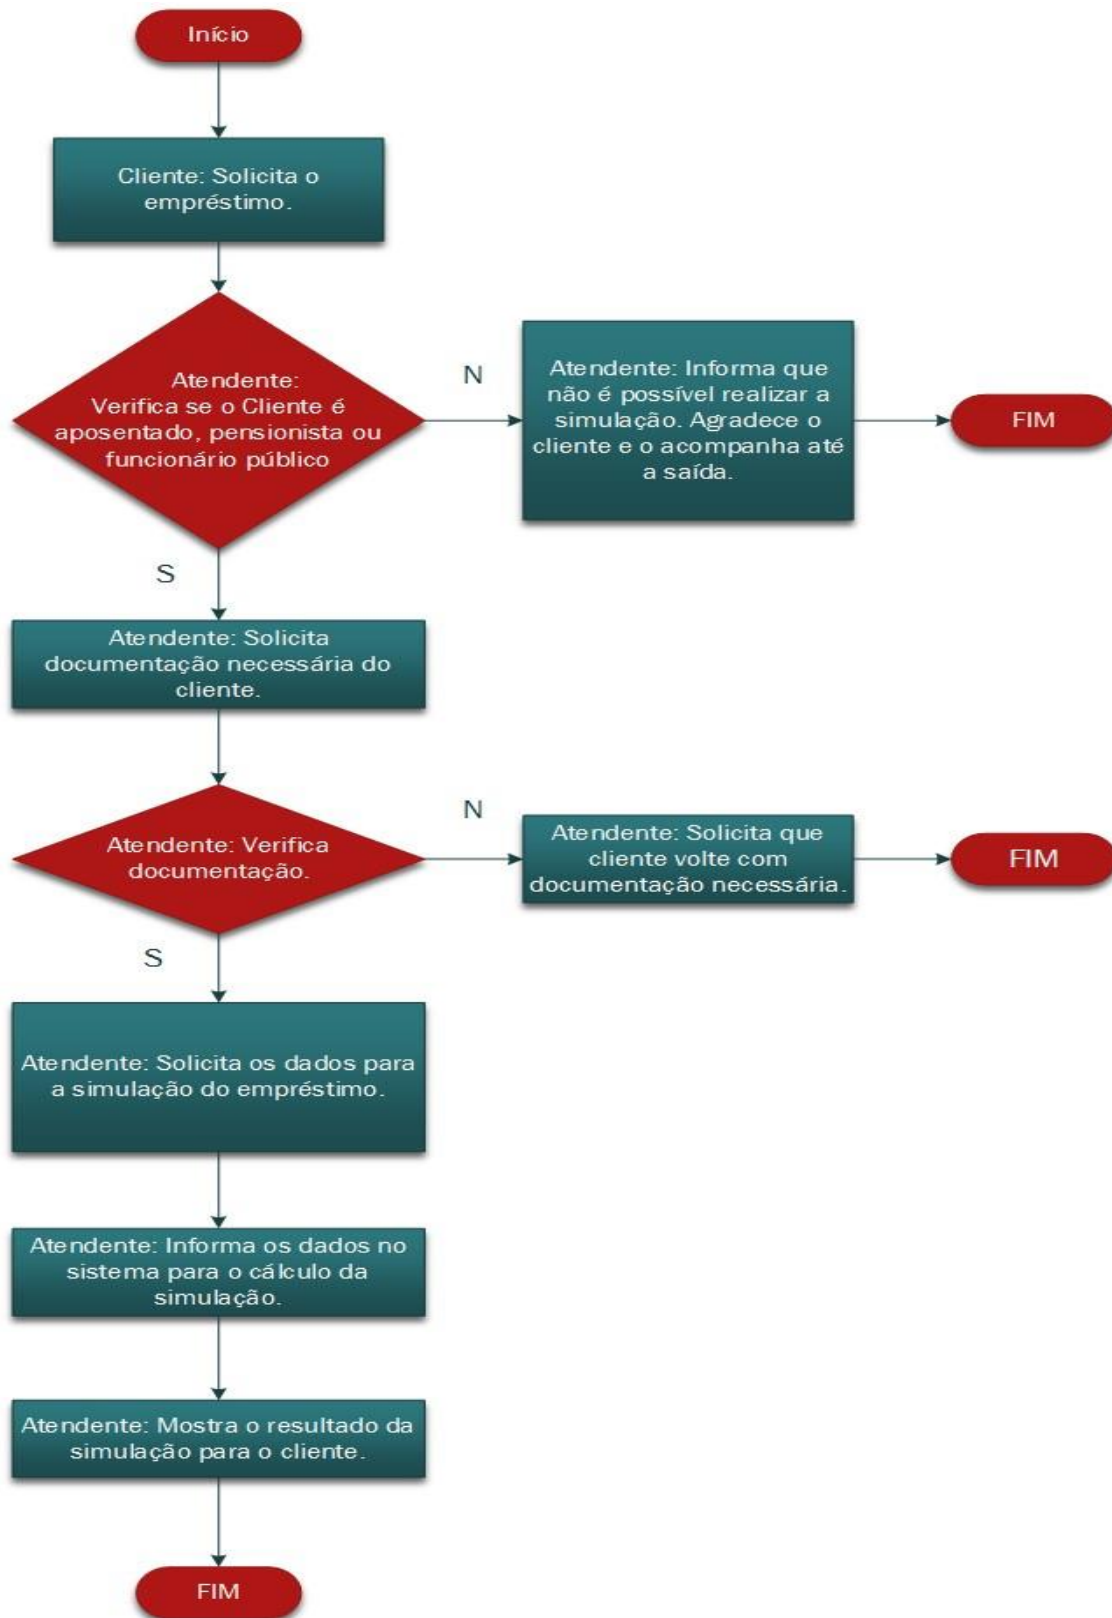 Início
Cliente: Solicita o
empréstimo.
Atendente:
Verifica se o Cliente é
aposentado, pensionista ou
funcionário público
N
Atendente: Informa que
não é possível realizar a
simulação. Agradece o
cliente e o acompanha até
a saída.
FIM
S
Atendente: Solicita
documentação necessária do
cliente.
Atendente: Verifica
documentação.
N
Atendente: Solicita que
cliente volte com
documentação necessária.
FIM
S
Atendente: Solicita os dados para
a simulação do empréstimo.
Atendente: Informa os dados no
sistema para o cálculo da
simulação.
Atendente: Mostra o resultado da
simulação para o cliente.
FIM